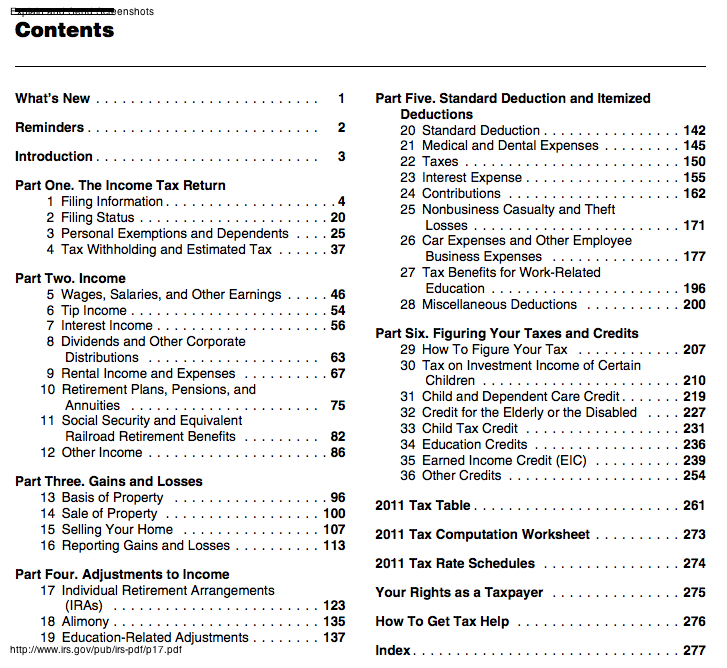 Explain and Send Screenshots
Contents
What's New . . . . . . . . . . . . . . . . . . . . . . . . . . 1
Reminders . . . . . . . . . . . . . . . . . . . . . . . . . . 2
Introduction . . . . . . . . . . . . . . . . . . . . . . . . . 3
Part One. The Income Tax Return
1 Filing Information . . . . . . . . . . . . . . . . . . . 4
2 Filing Status . . . . . . . . . . . . . . . . . . . . . 20
3 Personal Exemptions and Dependents . . . . 25
4 Tax Withholding and Estimated Tax . . . . . . 37
Part Two. Income
5 Wages, Salaries, and Other Earnings . . . . . 46
6 Tip Income . . . . . . . . . . . . . . . . . . . . . . 54
7 Interest Income . . . . . . . . . . . . . . . . . . . 56
8 Dividends and Other Corporate
Distributions . . . . . . . . . . . . . . . . . . . 63
9 Rental Income and Expenses . . . . . . . . . . 67
10 Retirement Plans, Pensions, and
Annuities . . . . . . . . . . . . . . . . . . . . . 75
11 Social Security and Equivalent
Railroad Retirement Benefits . . . . . . . . . 82
12 Other Income . . . . . . . . . . . . . . . . . . . . 86
Part Three. Gains and Losses
13 Basis of Property . . . . . . . . . . . . . . . . . 96
14 Sale of Property . . . . . . . . . . . . . . . . . 100
15 Selling Your Home . . . . . . . . . . . . . . . 107
16 Reporting Gains and Losses . . . . . . . . . . 113
Part Four. Adjustments to Income
17 Individual Retirement Arrangements
(IRAs) . . . . . . . . . . . . . . . . . . . . . . 123
18 Alimony . . . . . . . . . . . . . . . . . . . . . . 135
19 Education-Related Adjustments . . . . . . . . 137
http://www.irs.gov/pub/irs-pdf/p17.pdf
Part Five. Standard Deduction and Itemized
Deductions
20 Standard Deduction . . . . . . . . . . . . . . . . 142
21 Medical and Dental Expenses . . . . . . . . . . 145
22 Taxes . . . . . . . . . . . . . . . . . . . . . . . 150
23 Interest Expense . . . . . . . . . . . . . . . . . . 155
24 Contributions . . . . . . . . . . . . . . . . . . . 162
25 Nonbusiness Casualty and Theft
Losses . . . . . . . . . . . . . . . . . . . . . . 171
26 Car Expenses and Other Employee
Business Expenses . . . . . . . . . . . . . . . 177
27 Tax Benefits for Work-Related
Education . . . . . . . . . . . . . . . . . . . . 196
28 Miscellaneous Deductions . . . . . . . . . . . 200
Part Six. Figuring Your Taxes and Credits
29 How To Figure Your Tax . . . . . . . . . . . . 207
30 Tax on Investment Income of Certain
Children . . . . . . . . . . . . . . . . . . . . . 210
31 Child and Dependent Care Credit . . . . . . . 219
32 Credit for the Elderly or the Disabled . . . . 227
33 Child Tax Credit . . . . . . . . . . . . . . . . . . 231
34 Education Credits . . . . . . . . . . . . . . . . . 236
35 Earned Income Credit (EIC) . . . . . . . . . . . 239
36 Other Credits . . . . . . . . . . . . . . . . . . . 254
2011 Tax Table . . . . . . . . . . . . . . . . . . . . . . 261
2011 Tax Computation Worksheet . . . . . . . . . . 273
2011 Tax Rate Schedules . . . . . . . . . . . . . . . 274
Your Rights as a Taxpayer . . . . . . . . . . . . . . 275
How To Get Tax Help . . . . . . . . . . . . . . . . . 276
Index . . . . . . . . . . . . . . . . . . . . . . . . . . . 277